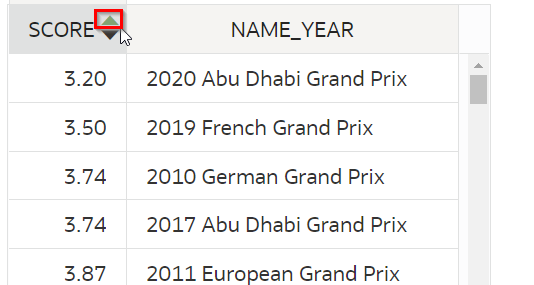 SCORE NAME_YEAR
3.20 2020 Abu Dhabi Grand Prix
3.50 2019 French Grand Prix
3.74 2010 German Grand Prix
3.74 2017 Abu Dhabi Grand Prix
3.87 2011 European Grand Prix